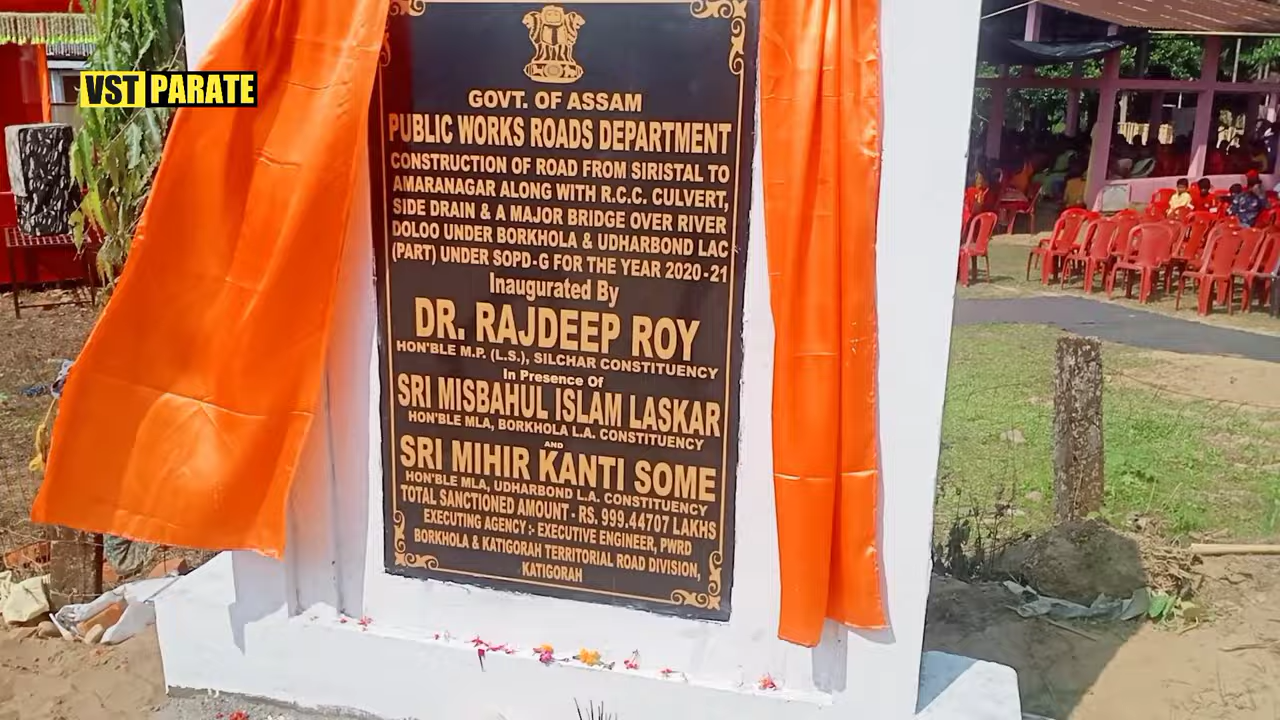 VST PARATE
GOVT. OF ASSAM
PUBLIC WORKS ROADS DEPARTMENT
CONSTRUCTION OF ROAD FROM SIRISTAL TO
AMARANAGAR ALONG WITH R.C.C. CULVERT,
SIDE DRAIN & A MAJOR BRIDGE OVER RIVER
DOLOO UNDER BORKHOLA & UDHARBOND LAC
(PART) UNDER SOPD-G FOR THE YEAR 2020-21
Inaugurated By
DR. RAJDEEP ROY
HON'BLE M.P. (L.S.), SILCHAR CONSTITUENCY
In Presence Of
SRI MISBAHUL ISLAM LASKAR
HON'BLE MLA, BORKHOLA L.A. CONSTITUENCY
AND
SRI MIHIR KANTI SOME
HON'BLE MLA, UDHARBOND L.A. CONSTITUENCY
TOTAL SANCTIONED AMOUNT - RS. 999.44707 LAKHS
EXECUTING AGENCY :- EXECUTIVE ENGINEER, PWRD
BORKHOLA & KATIGORAH TERRITORIAL ROAD DIVISION,
KATIGORAH